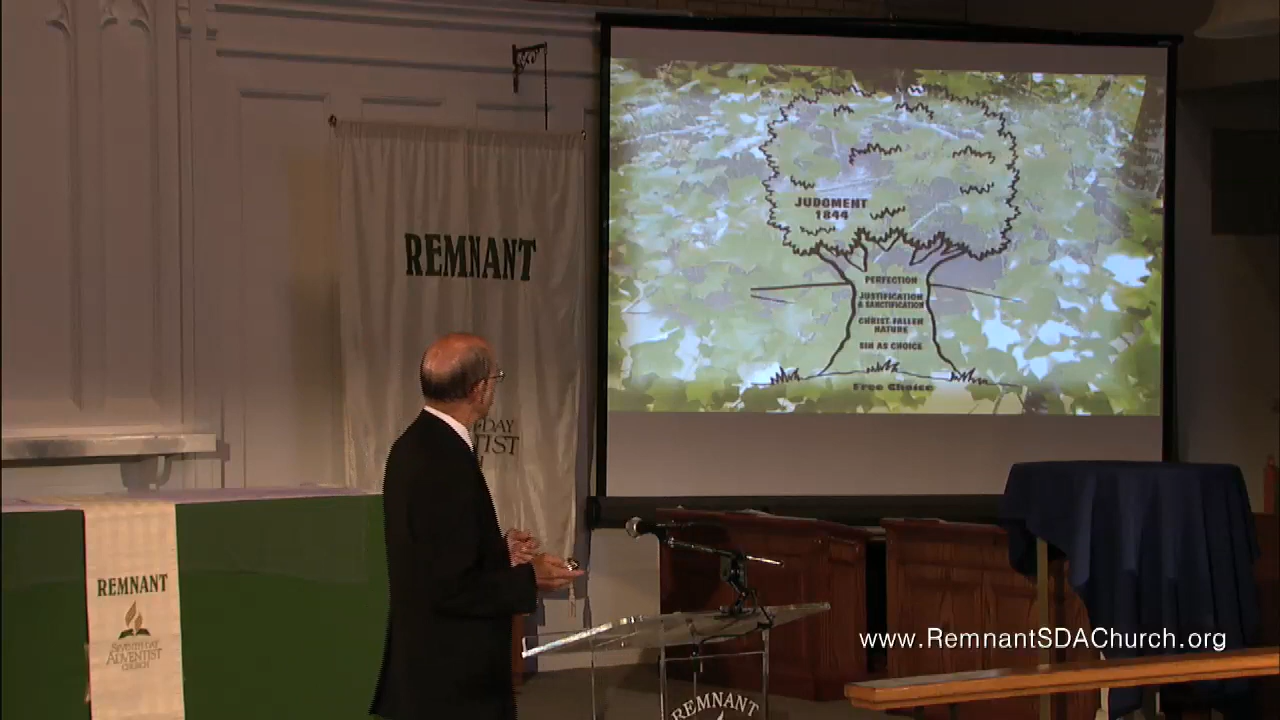 REMNANT
DAY
TIST
JUDGMENT
1844
PERFECTION
JUSTIFICATION
& SANCTIFICATION
CHRIST-FALLEN
NATURE
SIN AS CHOICE
Free Choice
REMNANT
SEVENTH-DAY
ADVENTIST
CHURCH
www.RemnantSDAChurch.org
REMNANT